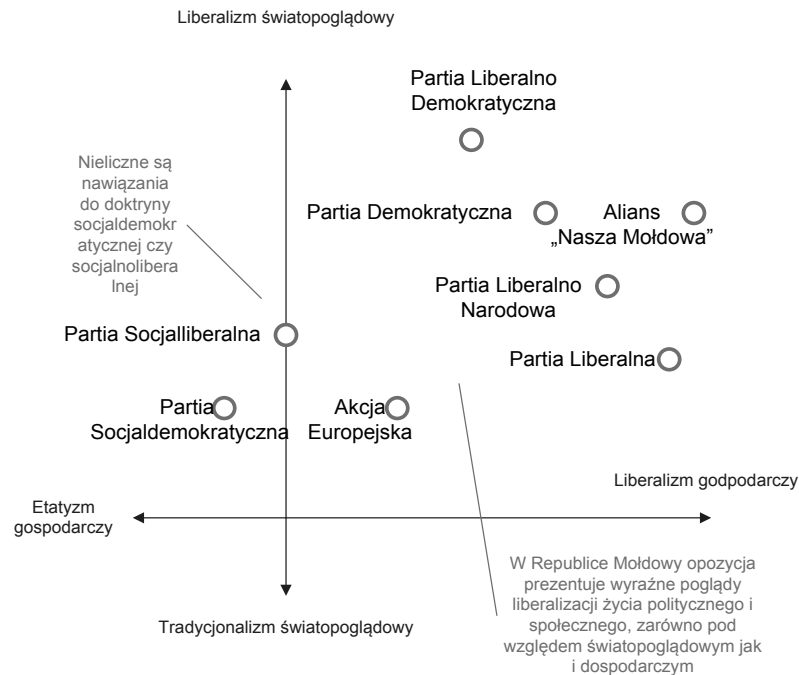 Liberalizm światopoglądowy
Partia Liberalno
Demokratyczna
Nieliczne są
nawiązania
do doktryny
socjaldemokr
atycznej czy
socjalnolibera
lnej
Partia Demokratyczna
Alians
„Nasza Mołdowa”
Partia Liberalno
Narodowa
Partia Socjalliberalna
Partia Liberalna
Partia
Socjaldemokratyczna
Akcja
Europejska
Liberalizm godpodarczy
Etatyzm
gospodarczy
W Republice Mołdowy opozycja
prezentuje wyraźne poglądy
liberalizacji życia politycznego i
społecznego, zarówno pod
względem światopoglądowym jak
i dospodarczym
Tradycjonalizm światopoglądowy